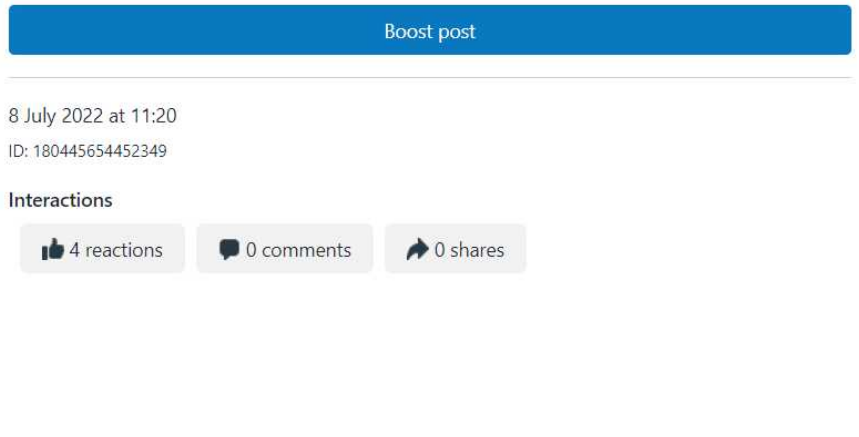 Boost post
8 July 2022 at 11:20
ID: 180445654452349
Interactions
4 reactions 0 comments 0 shares